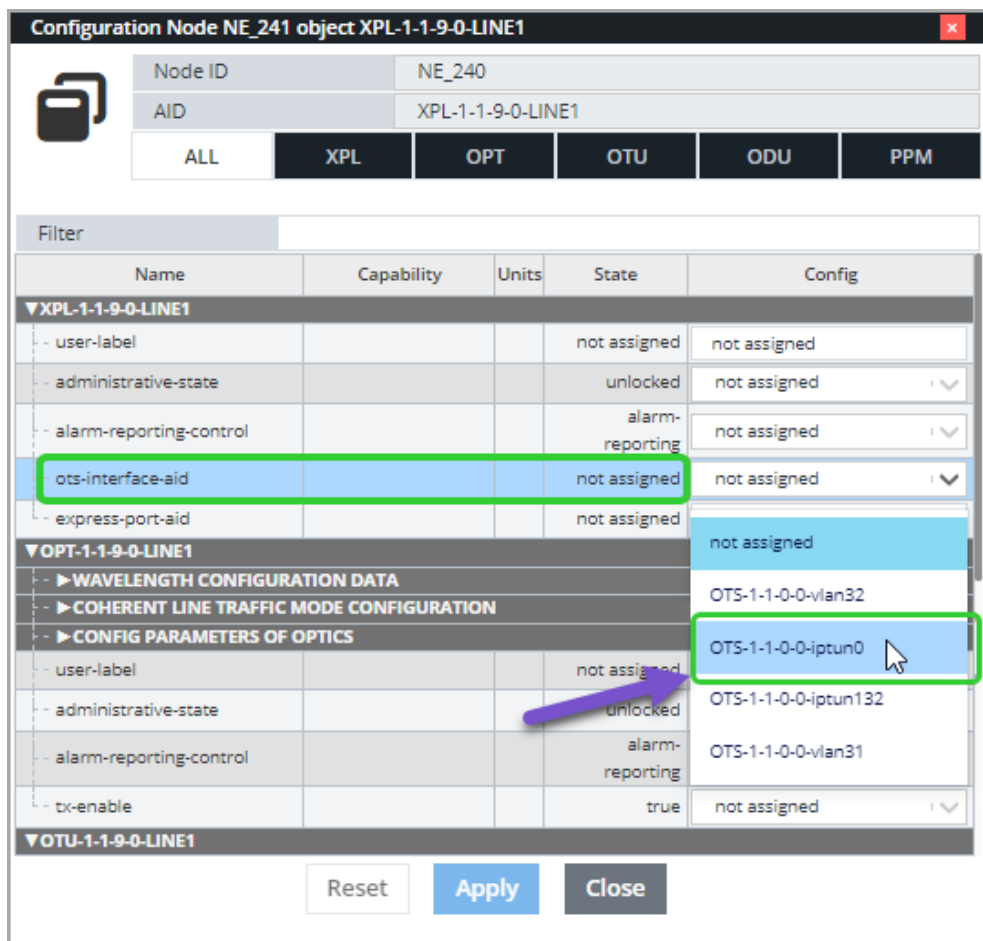 Configuration Node NE_241 object XPL-1-1-9-0-LINE1
Node ID NE_240
AID XPL-1-1-9-0-LINE1
ALL XPL OPT OTU ODU PPM
Filter
Name Capability Units State Config
▼XPL-1-1-9-0-LINE1
user-label not assigned not assigned
administrative-state unlocked not assigned
alarm-reporting-control alarm-reporting not assigned
ots-interface-aid not assigned not assigned
express-port-aid not assigned
not assigned
OTS-1-1-0-0-vlan32
OTS-1-1-0-0-iptun0
OTS-1-1-0-0-iptun132
OTS-1-1-0-0-vlan31
▼OPT-1-1-9-0-LINE1
►WAVELENGTH CONFIGURATION DATA
►COHERENT LINE TRAFFIC MODE CONFIGURATION
►CONFIG PARAMETERS OF OPTICS
user-label not assigned
administrative-state unlocked
alarm-reporting-control alarm-reporting
tx-enable true not assigned
▼OTU-1-1-9-0-LINE1
Reset Apply Close